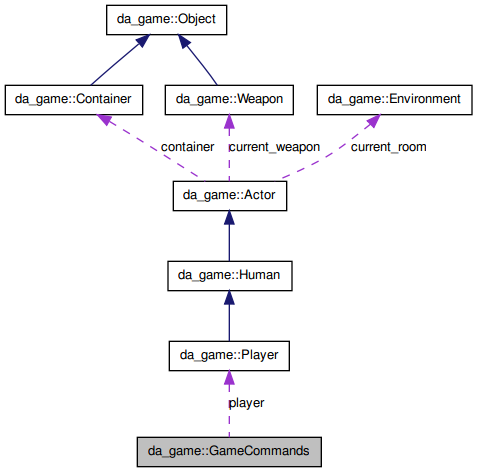 da_game::Object
da_game::Container
da_game::Weapon
da_game::Environment
container
current_weapon
current_room
da_game::Actor
da_game::Human
da_game::Player
player
da_game::GameCommands